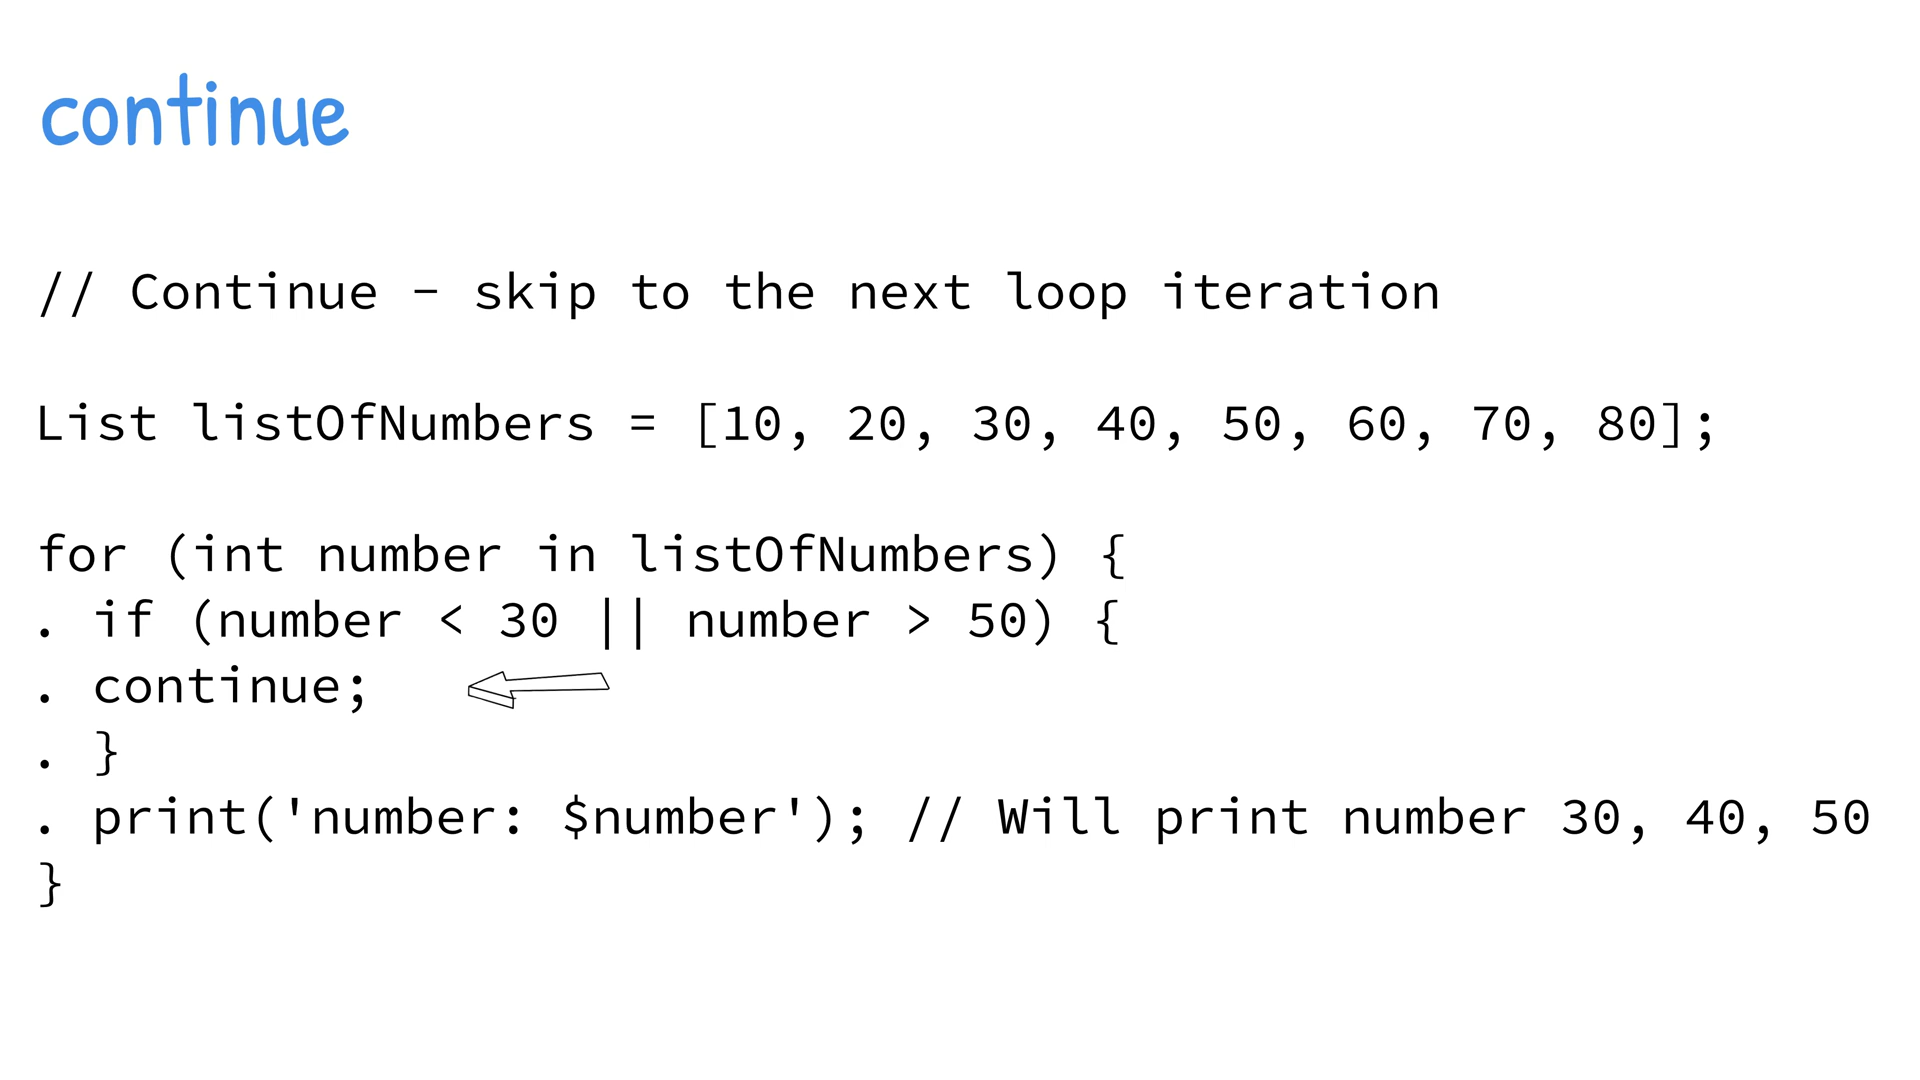 continue
// Continue - skip to the next loop iteration
List listOfNumbers = [10, 20, 30, 40, 50, 60, 70, 80];
for (int number in listOfNumbers) {
. if (number < 30 || number > 50) {
. continue;
. }
. print('number: $number'); // Will print number 30, 40, 50
}